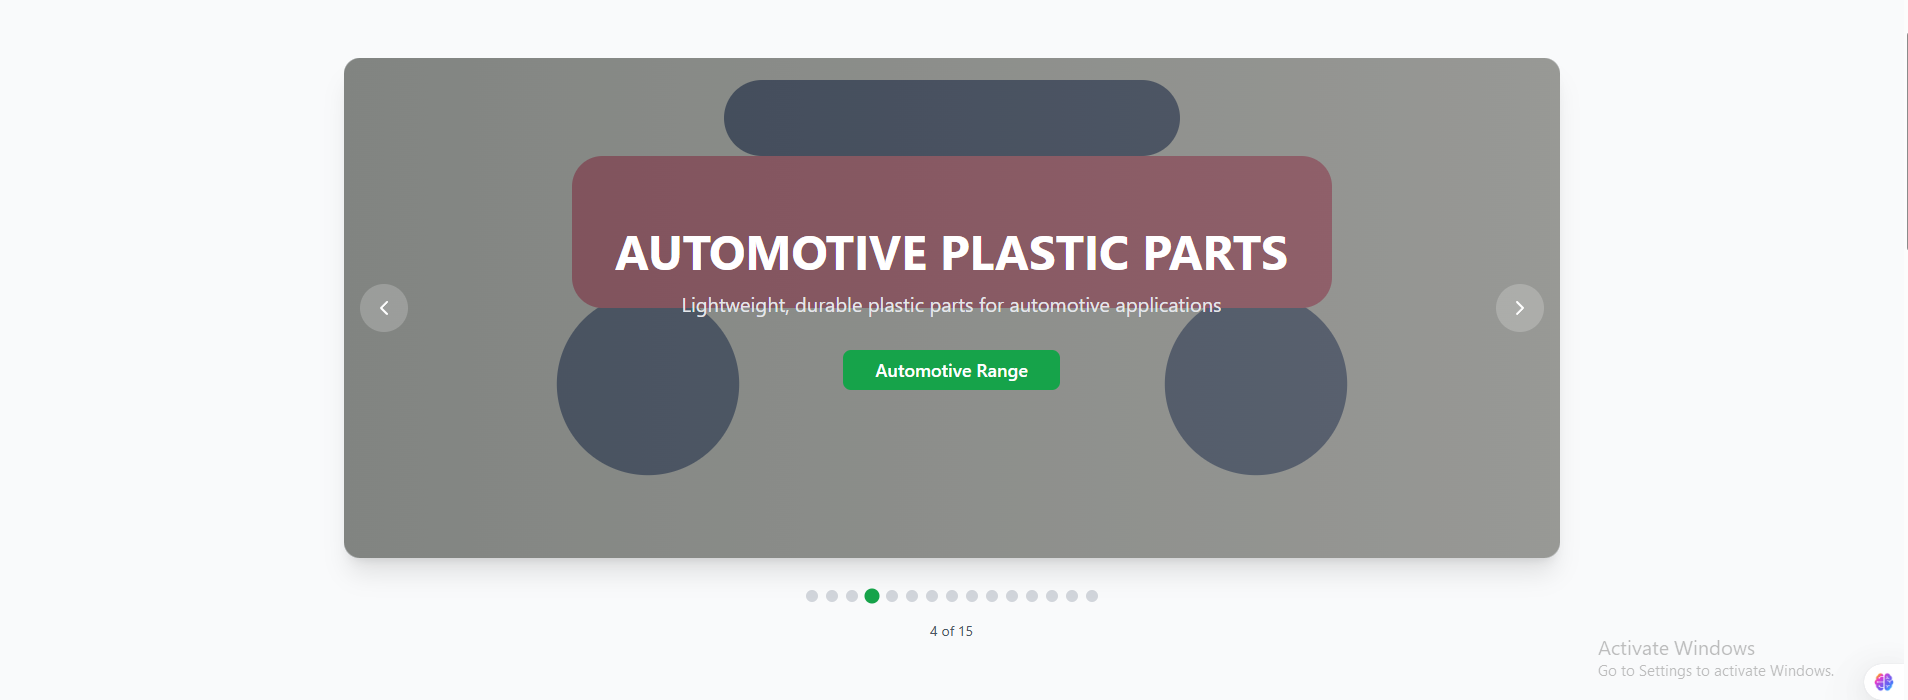 AUTOMOTIVE PLASTIC PARTS
Lightweight, durable plastic parts for automotive applications
Automotive Range
4 of 15
Activate Windows
Go to Settings to activate Windows.